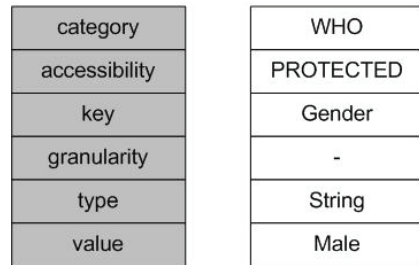 category WHO
accessibility PROTECTED
key Gender
granularity -
type String
value Male